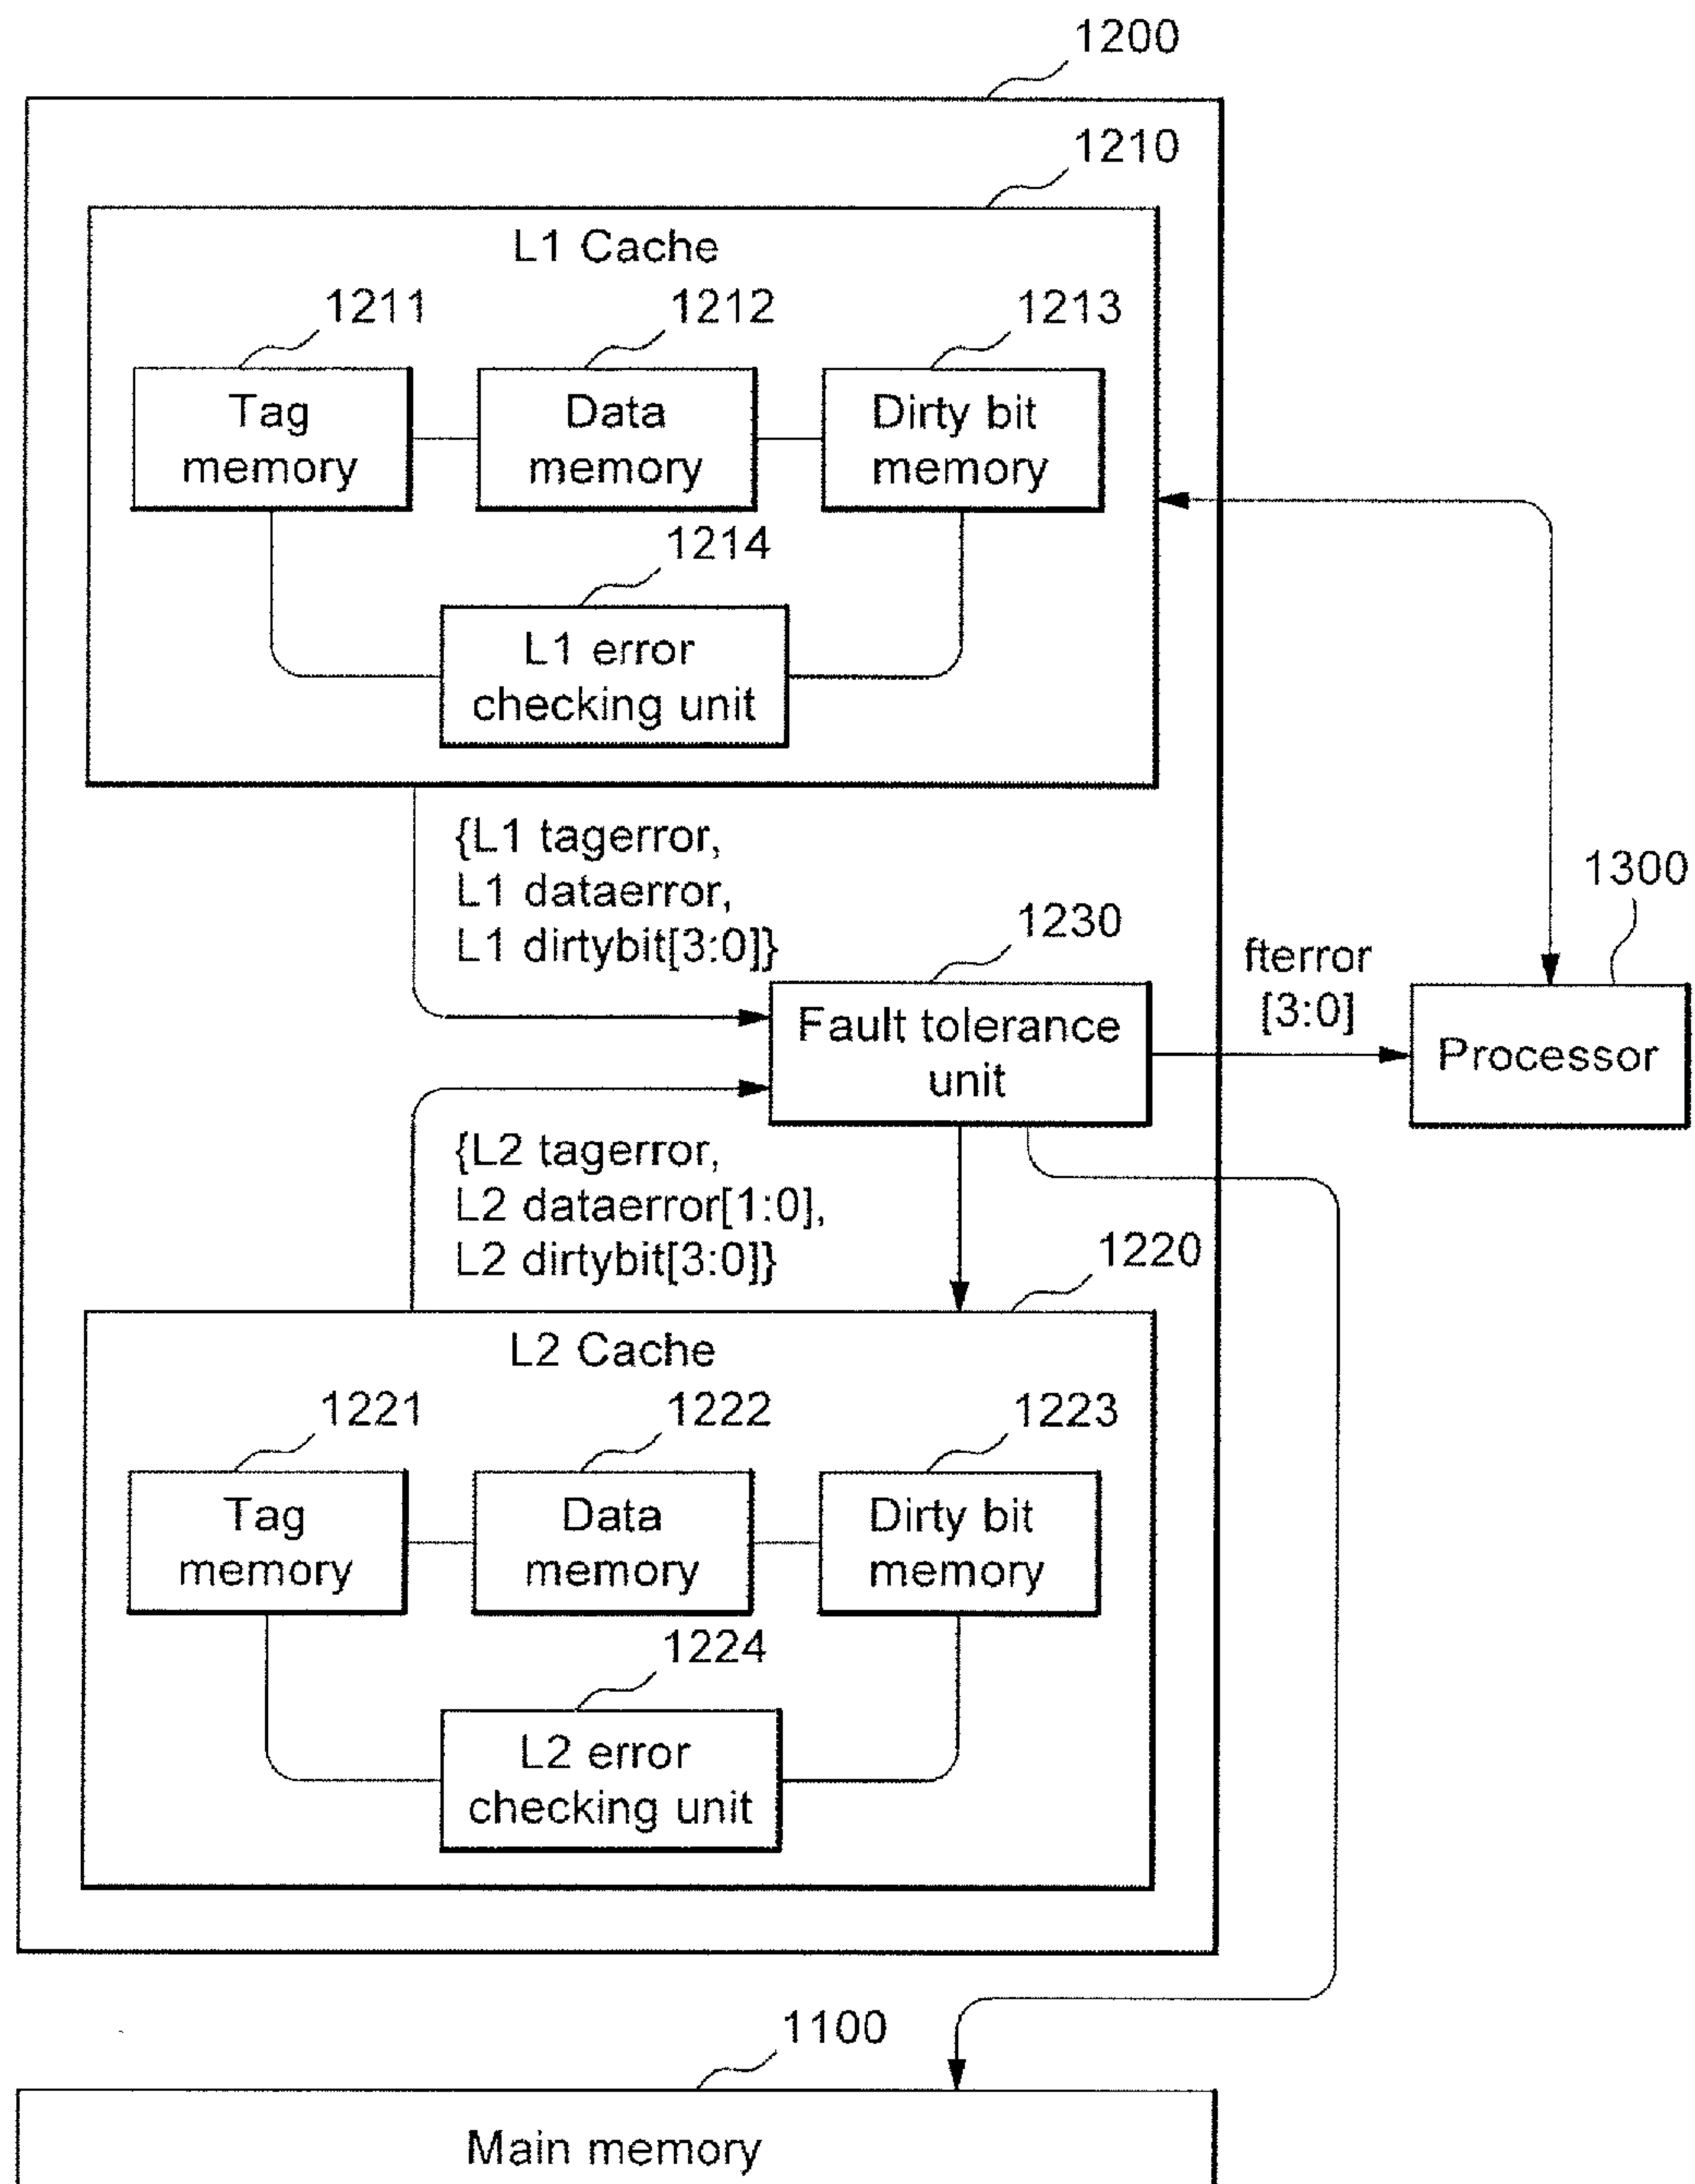 1200
1210
L1 Cache
1211
1212
1213
Tag
memory
Data
memory
Dirty bit
memory
1214
L1 error
checking unit
{L1 tagerror,
L1 dataerror,
L1 dirtybit[3:0]}
1230
Fault tolerance
unit
fterror
[3:0]
1300
Processor
{L2 tagerror,
L2 dataerror[1:0],
L2 dirtybit[3:0]}
1220
L2 Cache
1221
1222
1223
Tag
memory
Data
memory
Dirty bit
memory
1224
L2 error
checking unit
1100
Main memory